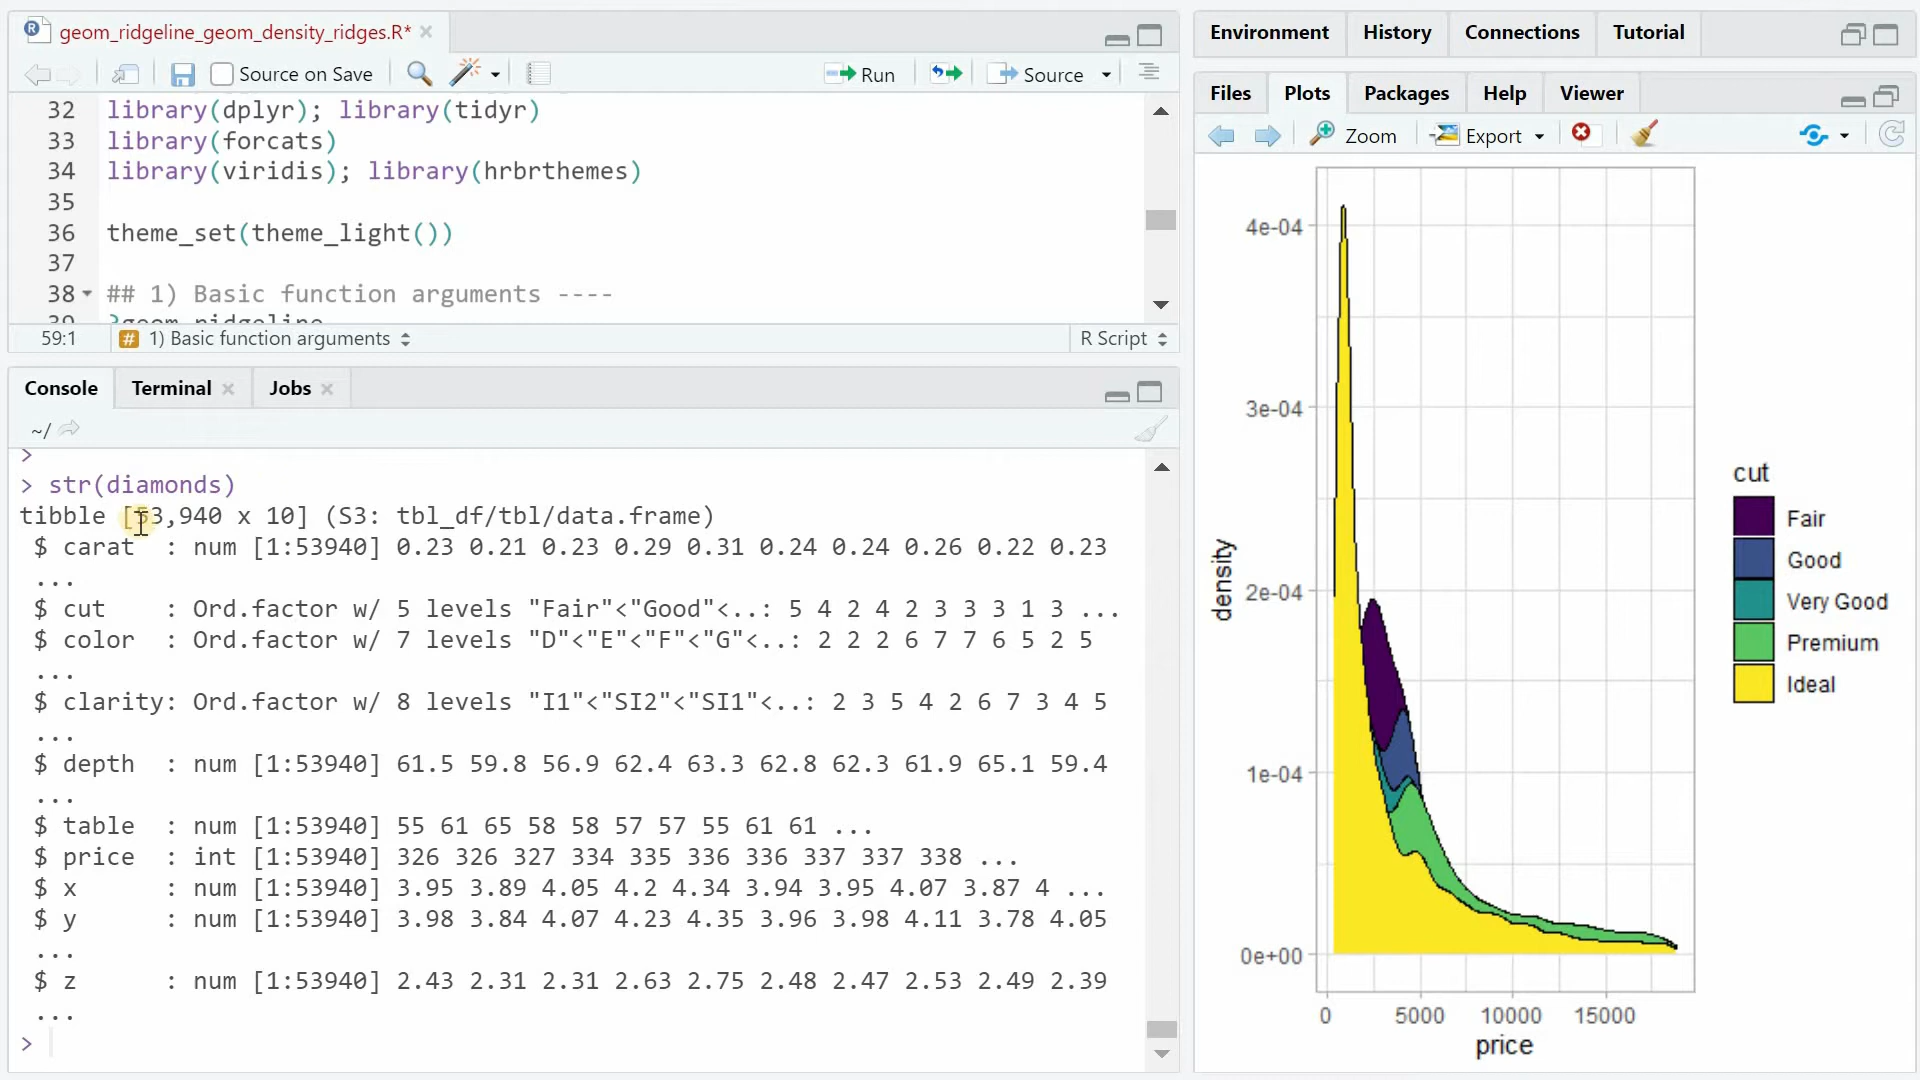 geom_ridgeline_geom_density_ridges.R*
Source on Save
Run
Source
32 library(dplyr); library(tidyr)
33 library(forcats)
34 library(viridis); library(hrbrthemes)
35
36 theme_set(theme_light())
37
38 ## 1) Basic function arguments ----
39 ?geom_ridgeline
59:1 # 1) Basic function arguments R Script
Console Terminal Jobs
~/
>
> str(diamonds)
tibble [53,940 x 10] (S3: tbl_df/tbl/data.frame)
$ carat : num [1:53940] 0.23 0.21 0.23 0.29 0.31 0.24 0.24 0.26 0.22 0.23
...
$ cut : Ord.factor w/ 5 levels "Fair"<"Good"<..: 5 4 2 4 2 3 3 3 1 3 ...
$ color : Ord.factor w/ 7 levels "D"<"E"<"F"<"G"<..: 2 2 2 6 7 7 6 5 2 5
...
$ clarity: Ord.factor w/ 8 levels "I1"<"SI2"<"SI1"<..: 2 3 5 4 2 6 7 3 4 5
...
$ depth : num [1:53940] 61.5 59.8 56.9 62.4 63.3 62.8 62.3 61.9 65.1 59.4
...
$ table : num [1:53940] 55 61 65 58 58 57 57 55 61 61 ...
$ price : int [1:53940] 326 326 327 334 335 336 336 337 337 338 ...
$ x : num [1:53940] 3.95 3.89 4.05 4.2 4.34 3.94 3.95 4.07 3.87 4 ...
$ y : num [1:53940] 3.98 3.84 4.07 4.23 4.35 3.96 3.98 4.11 3.78 4.05
...
$ z : num [1:53940] 2.43 2.31 2.31 2.63 2.75 2.48 2.47 2.53 2.49 2.39
...
>
Environment History Connections Tutorial
Files Plots Packages Help Viewer
Zoom Export
4e-04
3e-04
2e-04
1e-04
0e+00
density
0 5000 10000 15000
price
cut
Fair
Good
Very Good
Premium
Ideal